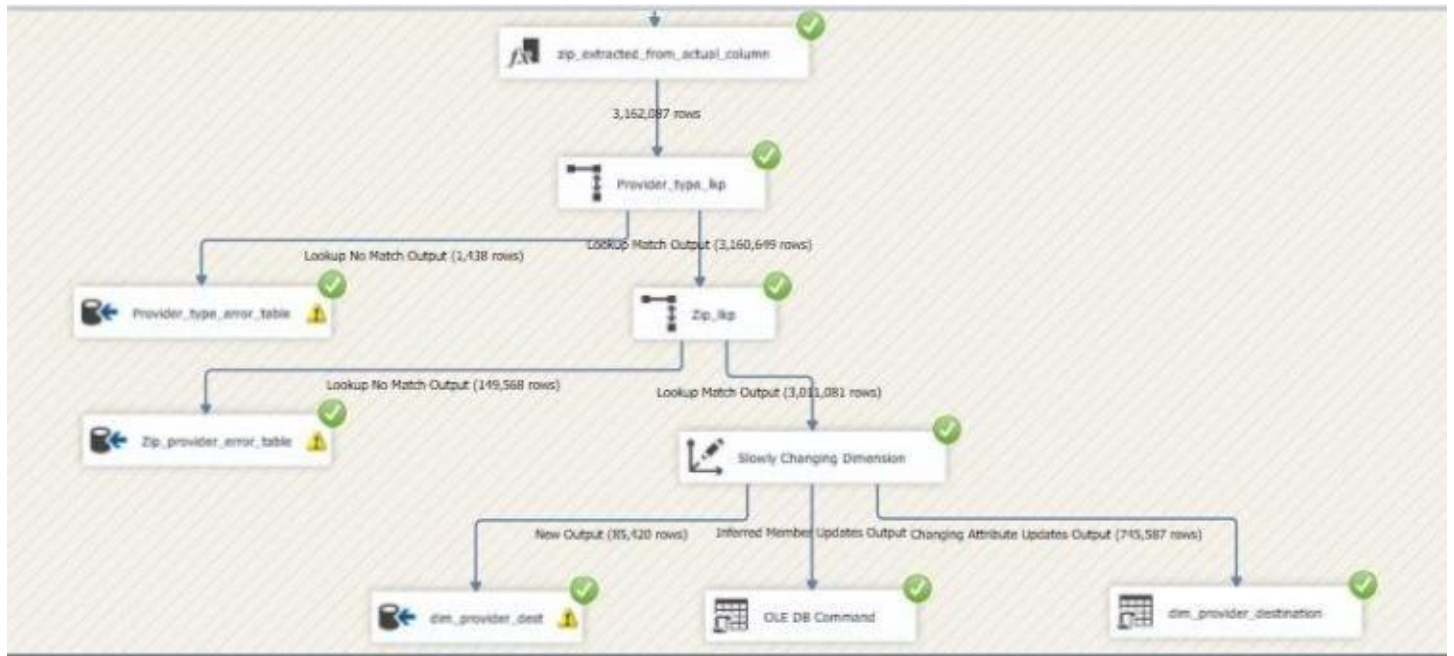 zip_extracted_from_actual_column
3,162,087 rows
Provider_type_lkp
Lookup No Match Output (1,438 rows)
Lookup Match Output (3,160,649 rows)
Provider_type_error_table
Zip_lkp
Lookup No Match Output (149,568 rows)
Lookup Match Output (3,011,081 rows)
Zip_provider_error_table
Slowly Changing Dimension
New Output (85,420 rows)
Inferred Member Updates Output
Changing Attribute Updates Output (745,587 rows)
dim_provider_dest
OLE DB Command
dim_provider_destination